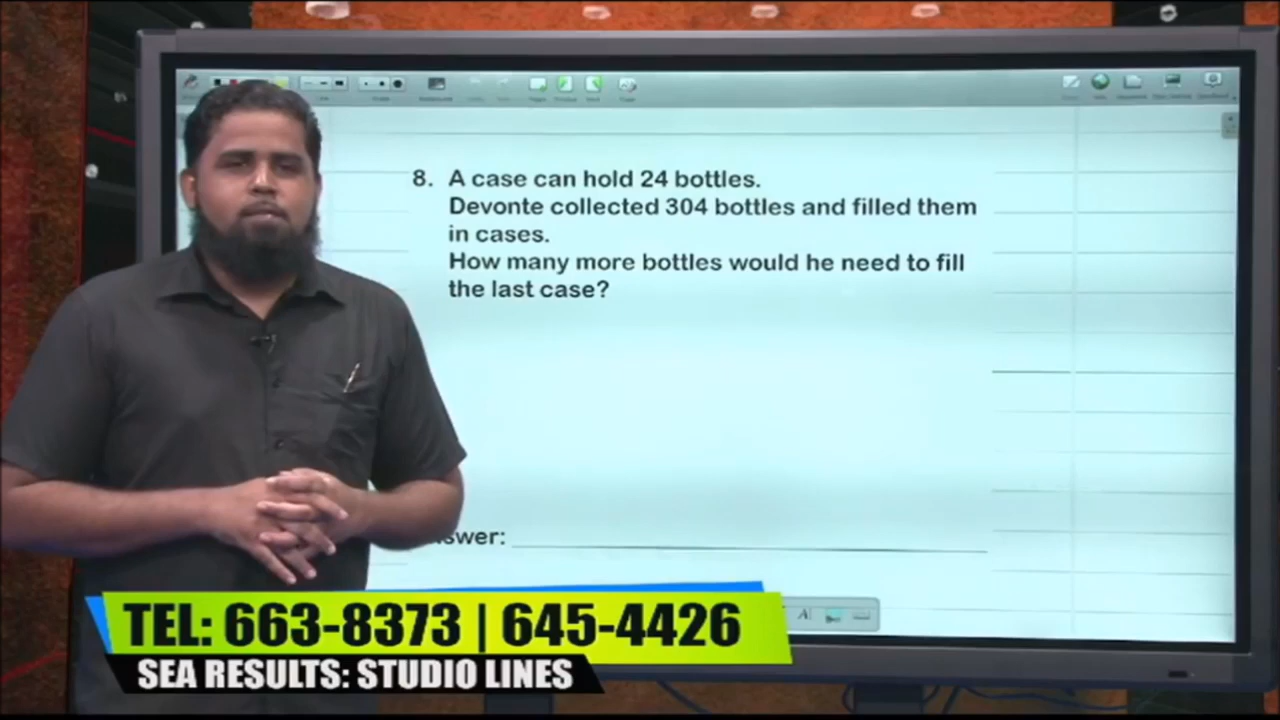 8. A case can hold 24 bottles.
Devonte collected 304 bottles and filled them
in cases.
How many more bottles would he need to fill
the last case?
swer:
TEL: 663-8373 | 645-4426
SEA RESULTS: STUDIO LINES